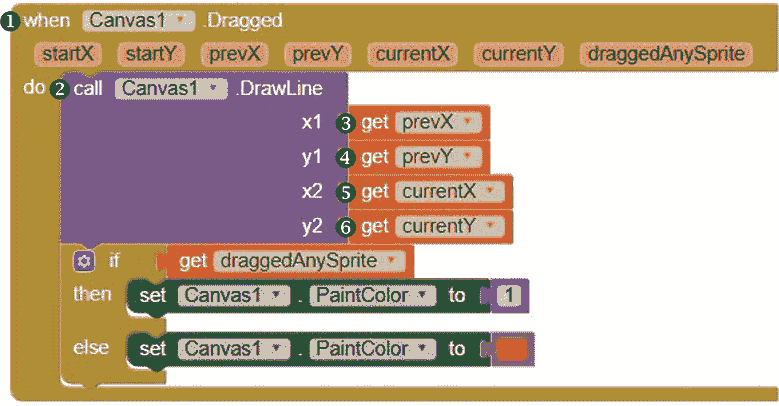 1 when Canvas1 .Dragged
startX startY prevX prevY currentX currentY draggedAnySprite
do 2 call Canvas1 .DrawLine
x1 3 get prevX
y1 4 get prevY
x2 5 get currentX
y2 6 get currentY
if get draggedAnySprite
then set Canvas1 . PaintColor to 1
else set Canvas1 . PaintColor to